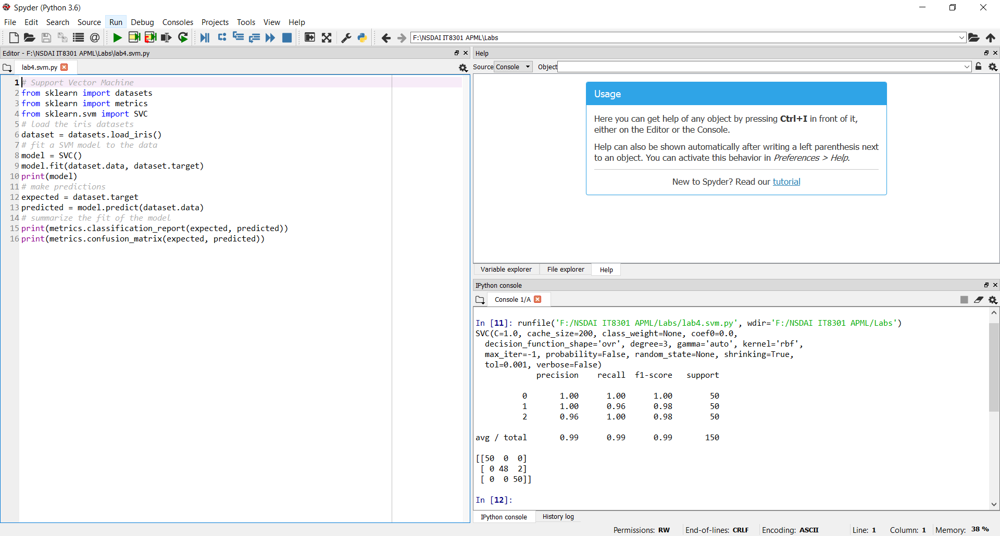 Spyder (Python 3.6)
File Edit Search Source Run Debug Consoles Projects Tools View Help
F:\NSDAI IT8301 APML\Labs
Editor - F:\NSDAI IT8301 APML\Labs\lab4.svm.py
lab4.svm.py
1 # Support Vector Machine
2 from sklearn import datasets
3 from sklearn import metrics
4 from sklearn.svm import SVC
5 # load the iris datasets
6 dataset = datasets.load_iris()
7 # fit a SVM model to the data
8 model = SVC()
9 model.fit(dataset.data, dataset.target)
10 print(model)
11 # make predictions
12 expected = dataset.target
13 predicted = model.predict(dataset.data)
14 # summarize the fit of the model
15 print(metrics.classification_report(expected, predicted))
16 print(metrics.confusion_matrix(expected, predicted))
Help
Source Console Object
Usage
Here you can get help of any object by pressing Ctrl+I in front of it,
either on the Editor or the Console.
Help can also be shown automatically after writing a left parenthesis next
to an object. You can activate this behavior in Preferences > Help.
New to Spyder? Read our tutorial
Variable explorer File explorer Help
IPython console
Console 1/A
In [11]: runfile('F:/NSDAI IT8301 APML/Labs/lab4.svm.py', wdir='F:/NSDAI IT8301 APML/Labs')
SVC(C=1.0, cache_size=200, class_weight=None, coef0=0.0,
decision_function_shape='ovr', degree=3, gamma='auto', kernel='rbf',
max_iter=-1, probability=False, random_state=None, shrinking=True,
tol=0.001, verbose=False)
precision recall f1-score support
0 1.00 1.00 1.00 50
1 1.00 0.96 0.98 50
2 0.96 1.00 0.98 50
avg / total 0.99 0.99 0.99 150
[[50 0 0]
[ 0 48 2]
[ 0 0 50]]
In [12]:
IPython console History log
Permissions: RW End-of-lines: CRLF Encoding: ASCII Line: 1 Column: 1 Memory: 38 %